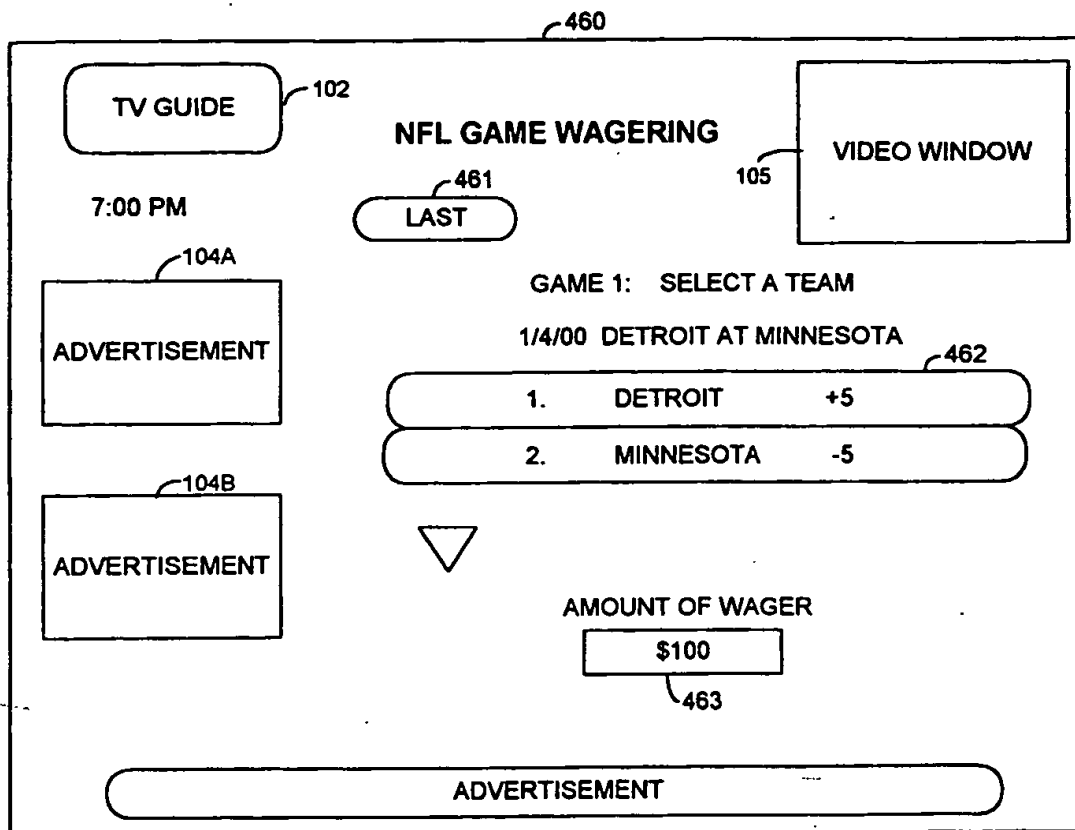 460
TV GUIDE
102
NFL GAME WAGERING
105
VIDEO WINDOW
7:00 PM
461
LAST
104A
ADVERTISEMENT
GAME 1: SELECT A TEAM
1/4/00 DETROIT AT MINNESOTA
462
1. DETROIT +5
2. MINNESOTA -5
104B
ADVERTISEMENT
AMOUNT OF WAGER
$100
463
ADVERTISEMENT